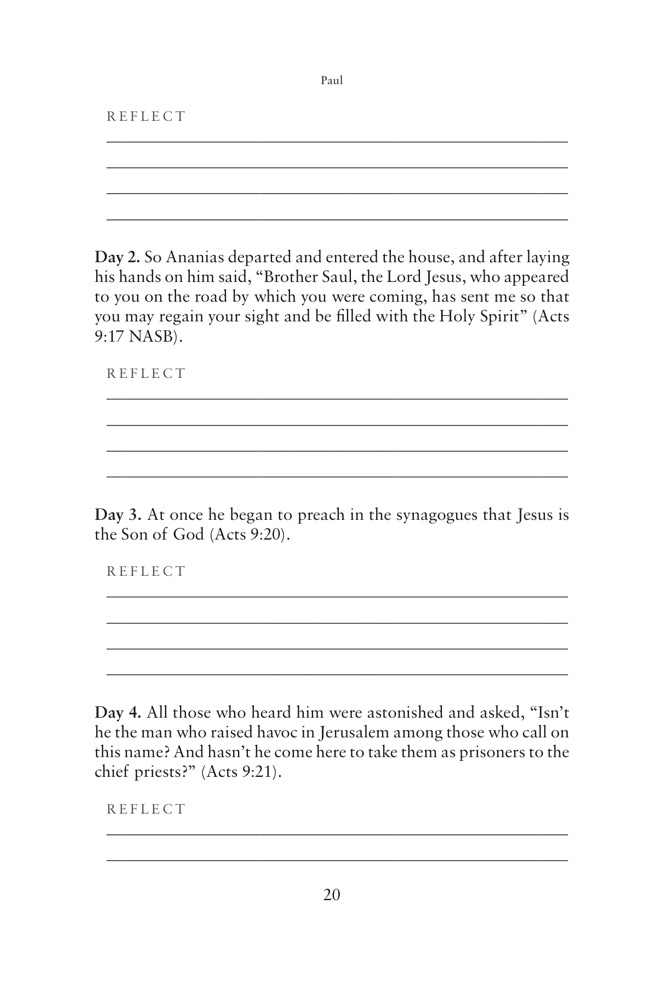 Paul
REFLECT
Day 2. So Ananias departed and entered the house, and after laying
his hands on him said, “Brother Saul, the Lord Jesus, who appeared
to you on the road by which you were coming, has sent me so that
you may regain your sight and be filled with the Holy Spirit” (Acts
9:17 NASB).
REFLECT
Day 3. At once he began to preach in the synagogues that Jesus is
the Son of God (Acts 9:20).
REFLECT
Day 4. All those who heard him were astonished and asked, “Isn’t
he the man who raised havoc in Jerusalem among those who call on
this name? And hasn’t he come here to take them as prisoners to the
chief priests?” (Acts 9:21).
REFLECT
20